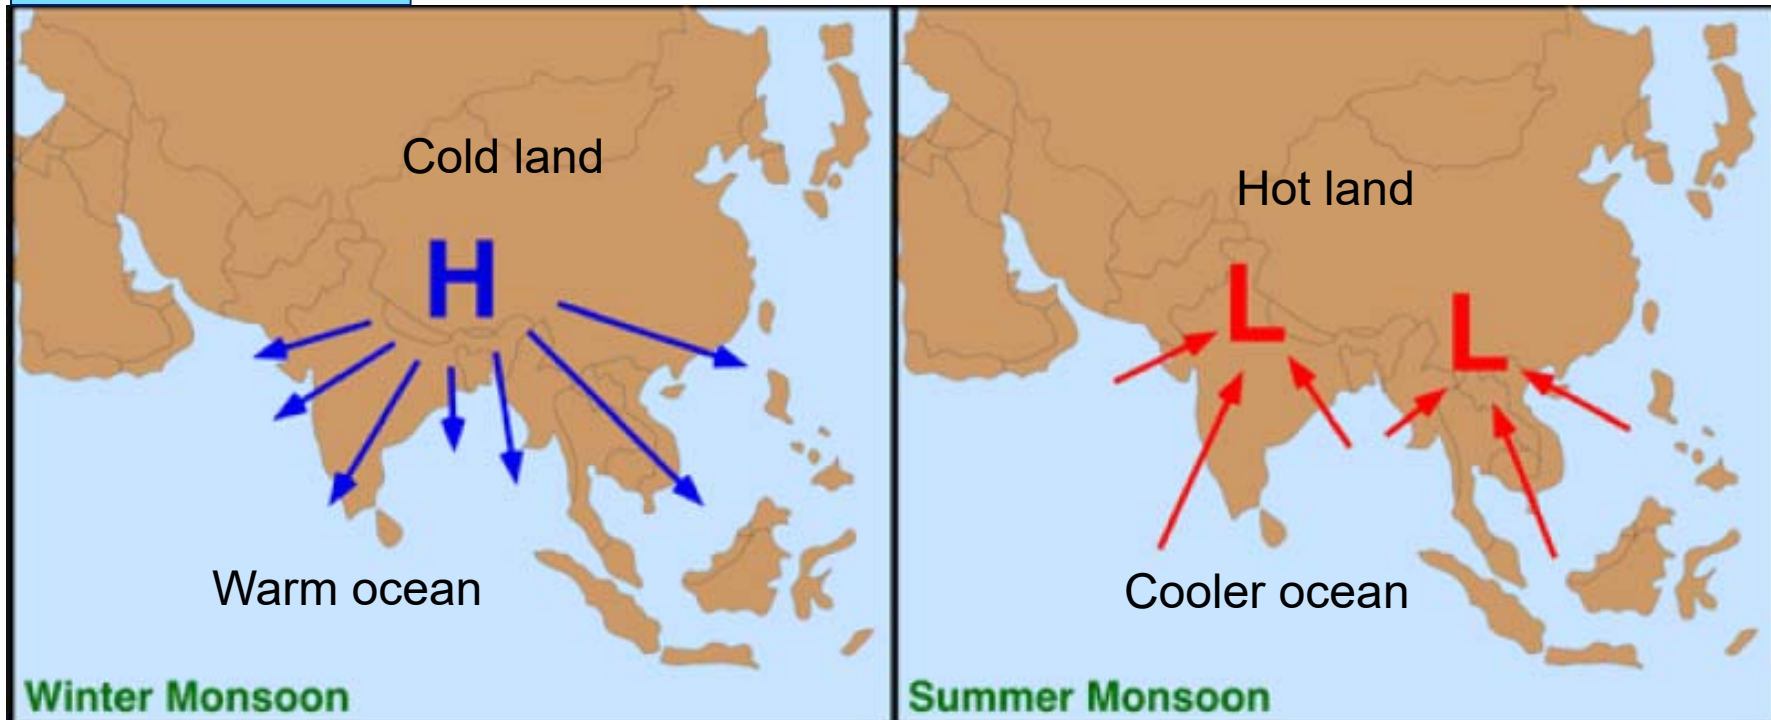 Cold land
H
Warm ocean
Winter Monsoon
Hot land
L
L
Cooler ocean
Summer Monsoon